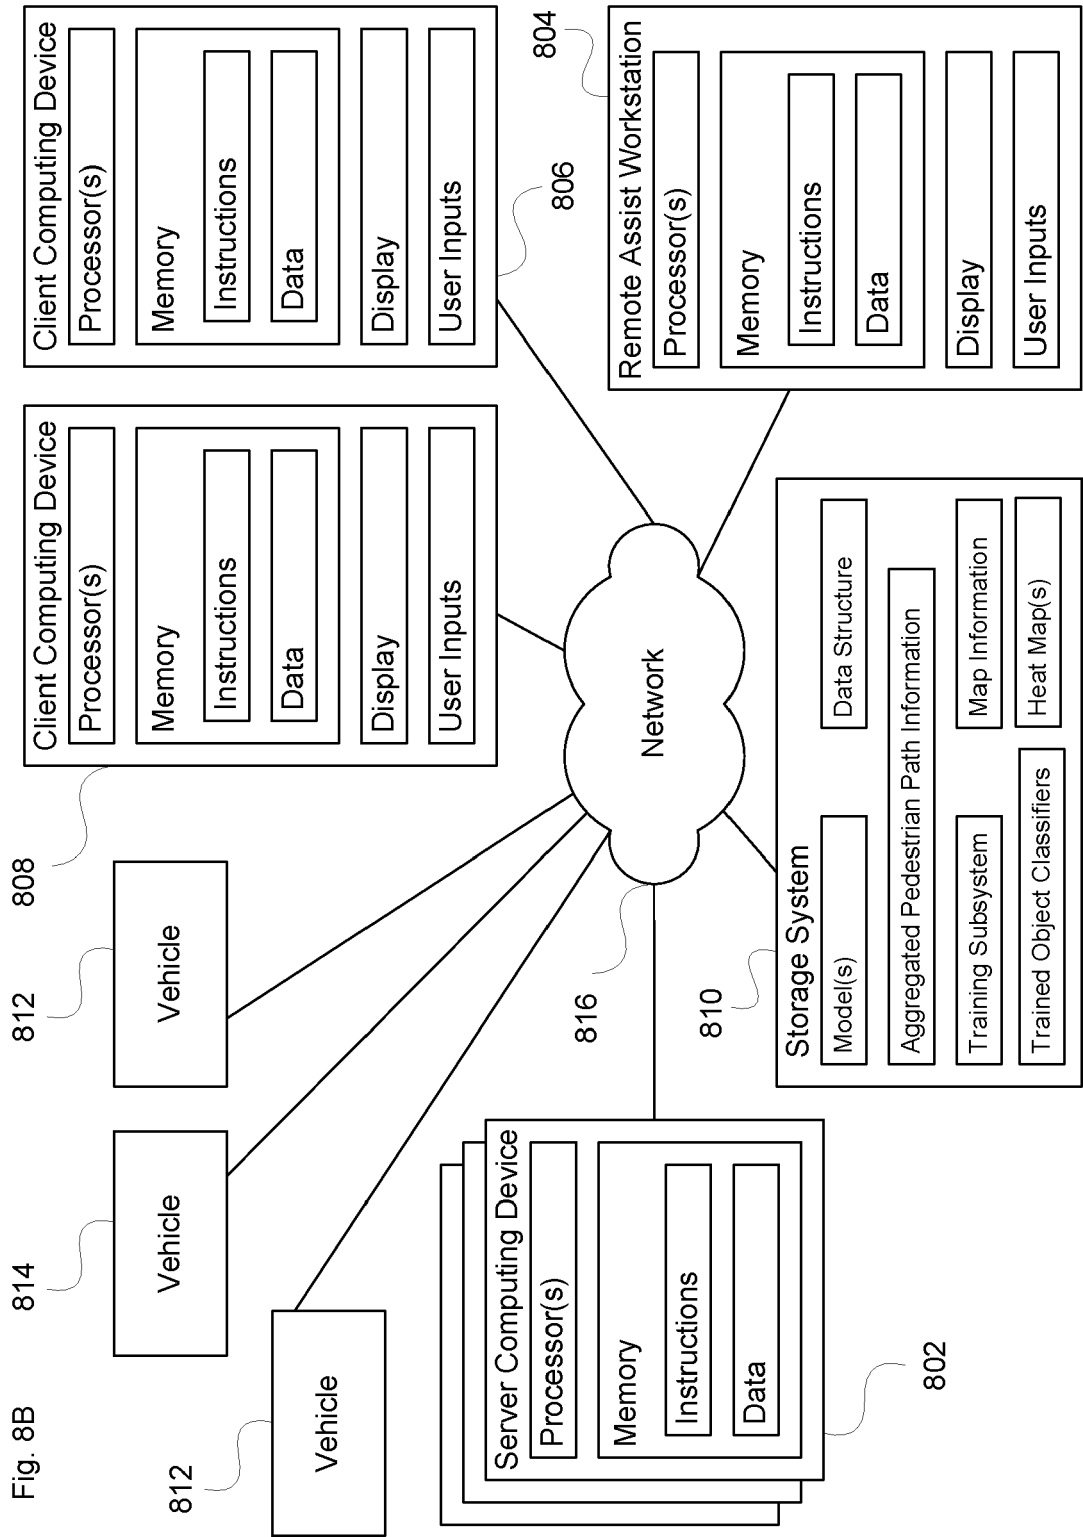 Fig. 8B
814
812
808
Client Computing Device
Processor(s)
Memory
Instructions
Data
Display
User Inputs
Client Computing Device
Processor(s)
Memory
Instructions
Data
Display
User Inputs
806
Vehicle
Vehicle
812
Vehicle
Server Computing Device
Processor(s)
Memory
Instructions
Data
802
816
Network
804
Remote Assist Workstation
Processor(s)
Memory
Instructions
Data
Display
User Inputs
810
Storage System
Model(s)
Data Structure
Aggregated Pedestrian Path Information
Training Subsystem
Map Information
Trained Object Classifiers
Heat Map(s)